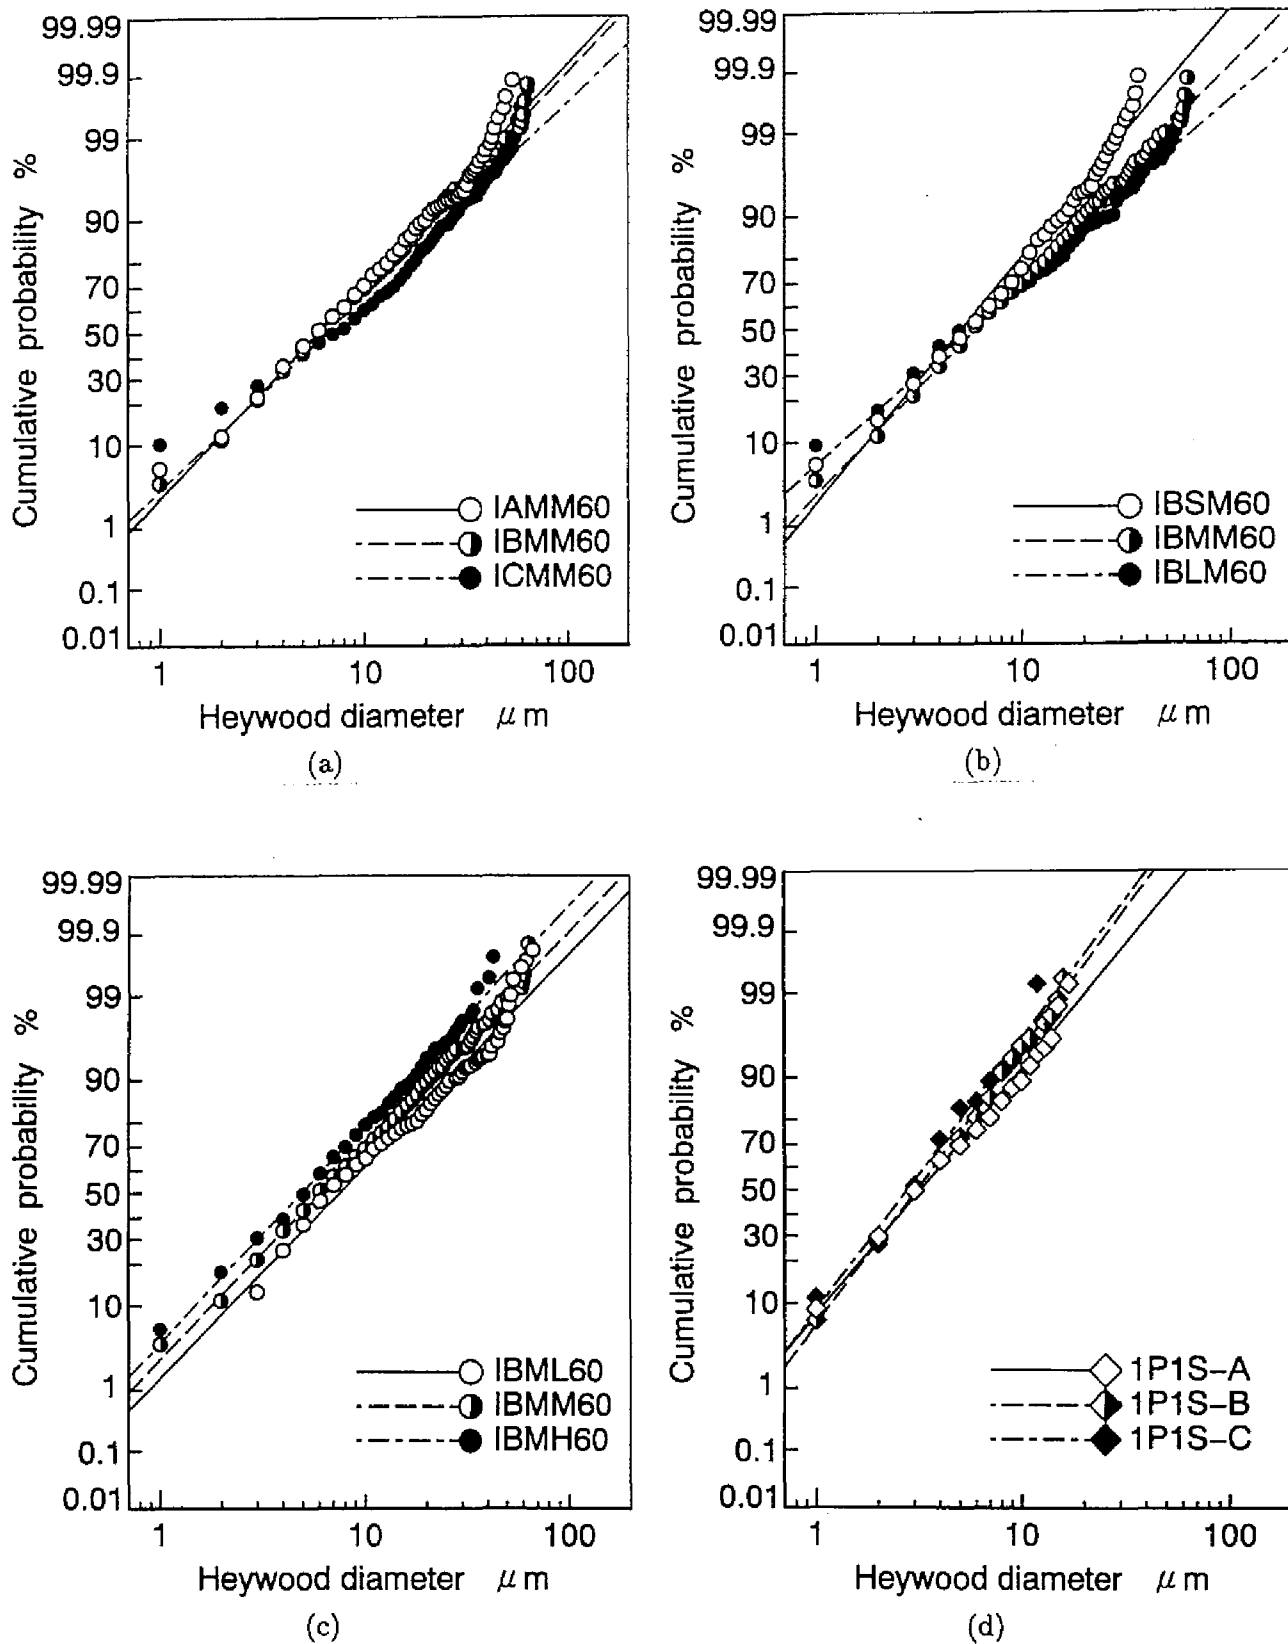 99.99
99.9
99
90
70
50
30
10
1
0.1
0.01
Cumulative probability %
IAMM60
IBMM60
ICMM60
1 10 100
Heywood diameter μm
(a)
99.99
99.9
99
90
70
50
30
10
1
0.1
0.01
Cumulative probability %
IBSM60
IBMM60
IBLM60
1 10 100
Heywood diameter μm
(b)
99.99
99.9
99
90
70
50
30
10
1
0.1
0.01
Cumulative probability %
IBML60
IBMM60
IBMH60
1 10 100
Heywood diameter μm
(c)
99.99
99.9
99
90
70
50
30
10
1
0.1
0.01
Cumulative probability %
1P1S-A
1P1S-B
1P1S-C
1 10 100
Heywood diameter μm
(d)